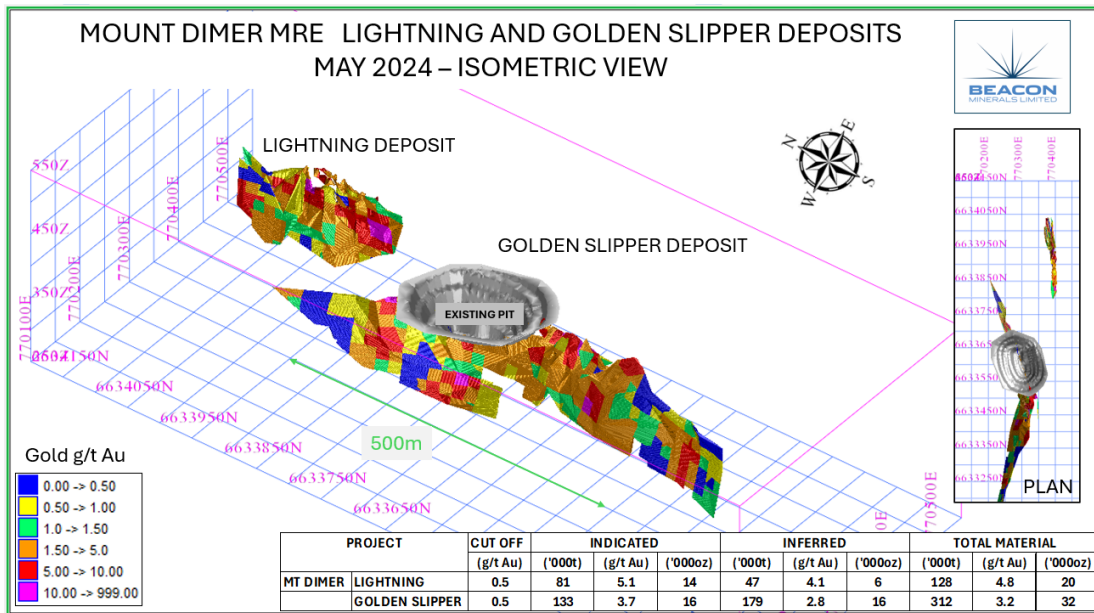 MOUNT DIMER MRE LIGHTNING AND GOLDEN SLIPPER DEPOSITS
MAY 2024 – ISOMETRIC VIEW
BEACON
MINERALS LIMITED
LIGHTNING DEPOSIT
GOLDEN SLIPPER DEPOSIT
EXISTING PIT
N
E
S
W
550Z
450Z
350Z
770100E
770200E
770300E
770400E
770500E
6634050N
6633950N
6633850N
6633750N
6633650N
500m
770500E
0E
770200E
770300E
770400E
6634050N
6633950N
6633850N
6633750N
6633550N
6633450N
6633350N
6633250N
PLAN
Gold g/t Au
0.00 -> 0.50
0.50 -> 1.00
1.0 -> 1.50
1.50 -> 5.0
5.00 -> 10.00
10.00 -> 999.00
PROJECT CUT OFF INDICATED INFERRED TOTAL MATERIAL
(g/t Au) ('000t) (g/t Au) ('000oz) ('000t) (g/t Au) ('000oz) ('000t) (g/t Au) ('000oz)
MT DIMER LIGHTNING 0.5 81 5.1 14 47 4.1 6 128 4.8 20
GOLDEN SLIPPER 0.5 133 3.7 16 179 2.8 16 312 3.2 32